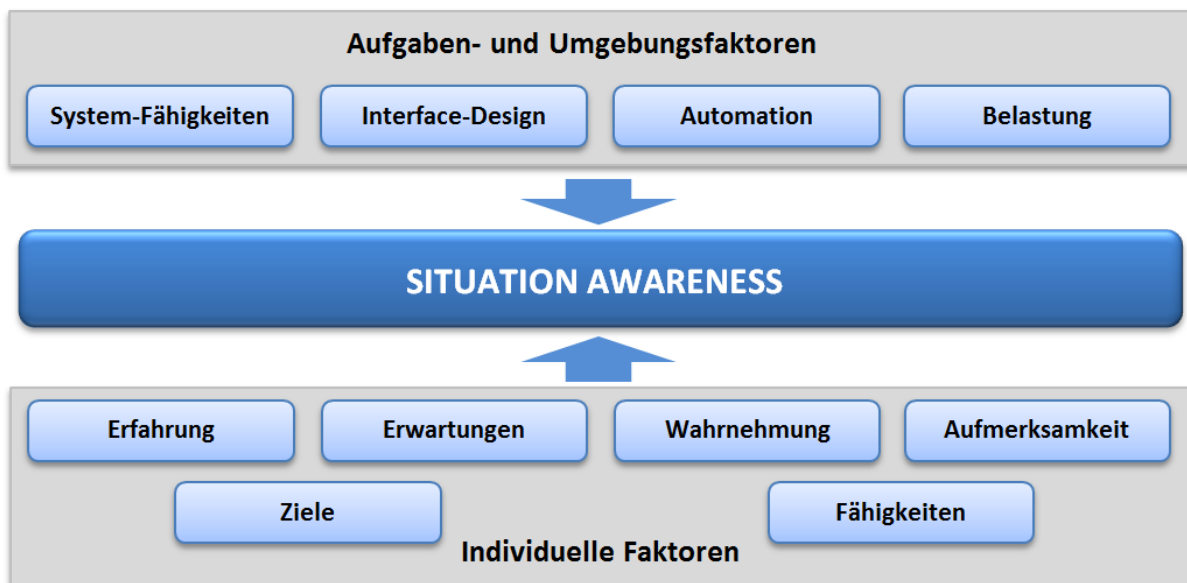 Aufgaben- und Umgebungsfaktoren
System-Fähigkeiten
Interface-Design
Automation
Belastung
SITUATION AWARENESS
Erfahrung
Erwartungen
Wahrnehmung
Aufmerksamkeit
Ziele
Fähigkeiten
Individuelle Faktoren